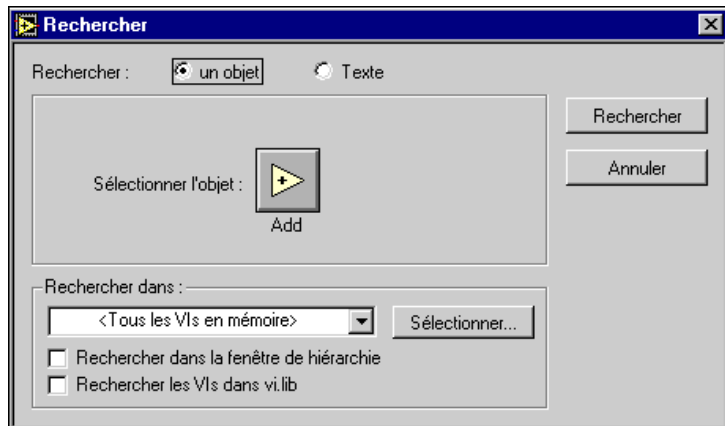 Rechercher
Rechercher : un objet Texte
Rechercher
Sélectionner l'objet :
Annuler
Add
Rechercher dans :
<Tous les VIs en mémoire> Sélectionner...
Rechercher dans la fenêtre de hiérarchie
Rechercher les VIs dans vi.lib